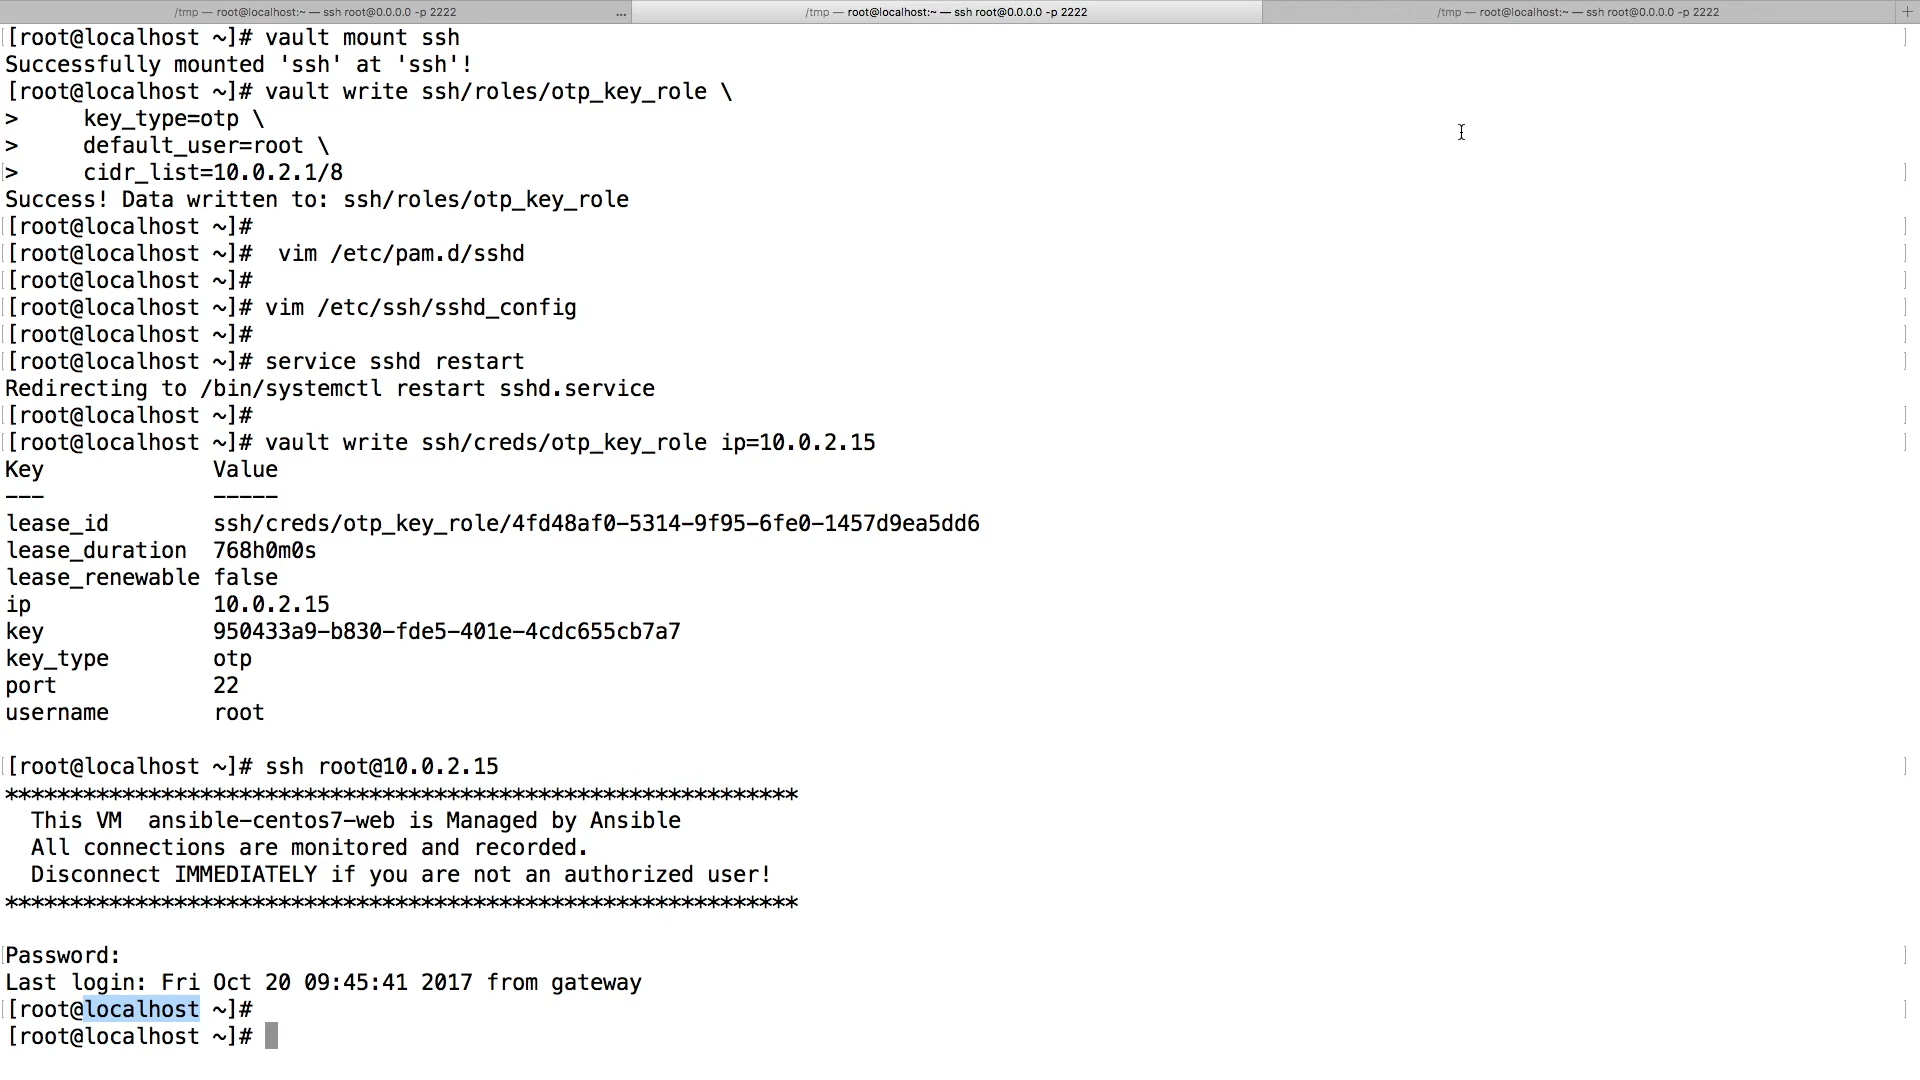 /tmp — root@localhost:~ — ssh root@0.0.0.0 -p 2222 ... /tmp — root@localhost:~ — ssh root@0.0.0.0 -p 2222 /tmp — root@localhost:~ — ssh root@0.0.0.0 -p 2222 +
[root@localhost ~]# vault mount ssh
Successfully mounted 'ssh' at 'ssh'!
[root@localhost ~]# vault write ssh/roles/otp_key_role \
>     key_type=otp \
>     default_user=root \
>     cidr_list=10.0.2.1/8
Success! Data written to: ssh/roles/otp_key_role
[root@localhost ~]#
[root@localhost ~]#  vim /etc/pam.d/sshd
[root@localhost ~]#
[root@localhost ~]# vim /etc/ssh/sshd_config
[root@localhost ~]#
[root@localhost ~]# service sshd restart
Redirecting to /bin/systemctl restart sshd.service
[root@localhost ~]#
[root@localhost ~]# vault write ssh/creds/otp_key_role ip=10.0.2.15
Key             Value
---             -----
lease_id        ssh/creds/otp_key_role/4fd48af0-5314-9f95-6fe0-1457d9ea5dd6
lease_duration  768h0m0s
lease_renewable false
ip              10.0.2.15
key             950433a9-b830-fde5-401e-4cdc655cb7a7
key_type        otp
port            22
username        root
[root@localhost ~]# ssh root@10.0.2.15
*************************************************************
  This VM  ansible-centos7-web is Managed by Ansible
  All connections are monitored and recorded.
  Disconnect IMMEDIATELY if you are not an authorized user!
*************************************************************
Password:
Last login: Fri Oct 20 09:45:41 2017 from gateway
[root@localhost ~]#
[root@localhost ~]#